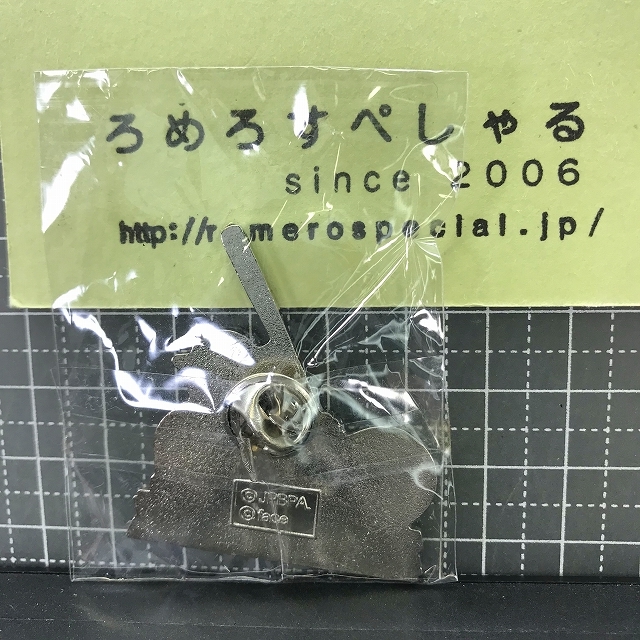 ろめろすぺしゃる
since 2006
http://romerospecial.jp/
©JPBPA.
©face